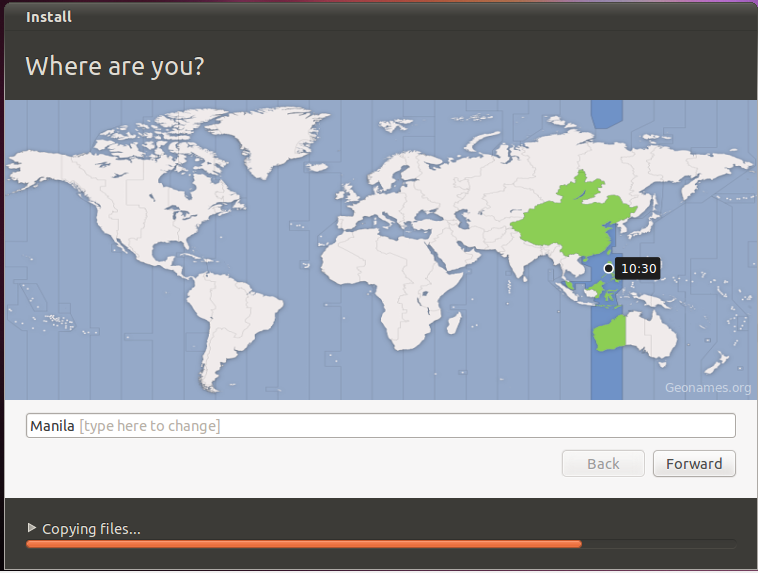 Install
Where are you?
10:30
Geonames.org
Manila [type here to change]
Back
Forward
Copying files...